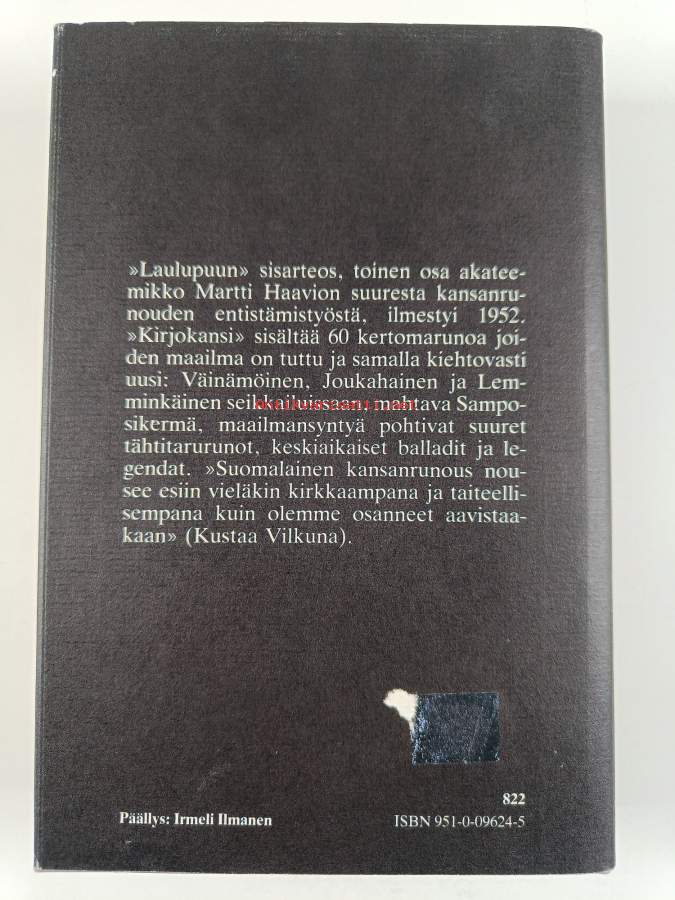 »Laulupuun» sisarteos, toinen osa akatee-
mikko Martti Haavion suuresta kansanru-
nouden entistämistyöstä, ilmestyi 1952.
»Kirjokansi» sisältää 60 kertomarunoa joi-
den maailma on tuttu ja samalla kiehtovasti
uusi: Väinämöinen, Joukahainen ja Lem-
minkäinen seikkailuissaan, mahtava Sampo-
sikermä, maailmansyntyä pohtivat suuret
tähtitarurunot, keskiaikaiset balladit ja le-
gendat. »Suomalainen kansanrunous nou-
see esiin vieläkin kirkkaampana ja taiteelli-
sempana kuin olemme osanneet aavistaa-
kaan» (Kustaa Vilkuna).
822
Päällys: Irmeli Ilmanen
ISBN 951-0-09624-5